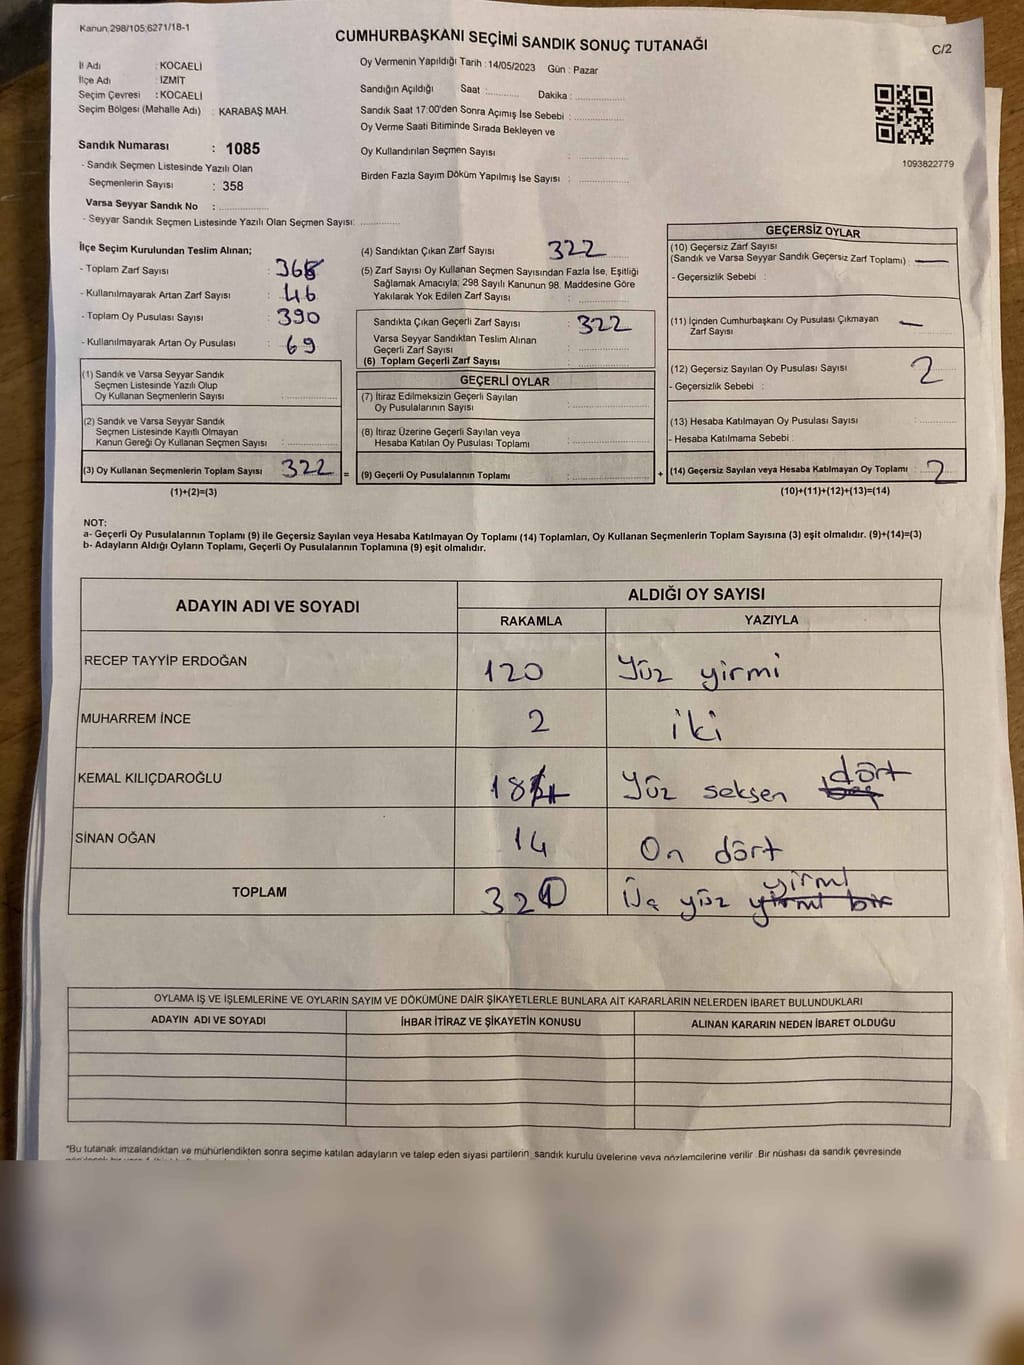 Kanun,298/105,6271/18-1
CUMHURBAŞKANI SEÇİMİ SANDIK SONUÇ TUTANAĞI
C/2
İl Adı : KOCAELİ
İlçe Adı : İZMİT
Seçim Çevresi : KOCAELİ
Seçim Bölgesi (Mahalle Adı) : KARABAŞ MAH.
Sandık Numarası : 1085
- Sandık Seçmen Listesinde Yazılı Olan
Seçmenlerin Sayısı : 358
Varsa Seyyar Sandık No :
- Seyyar Sandık Seçmen Listesinde Yazılı Olan Seçmen Sayısı:
Oy Vermenin Yapıldığı Tarih : 14/05/2023 Gün : Pazar
Sandığın Açıldığı Saat : Dakika :
Sandık Saat 17:00'den Sonra Açımış İse Sebebi :
Oy Verme Saati Bitiminde Sırada Bekleyen ve
Oy Kullandırılan Seçmen Sayısı :
Birden Fazla Sayım Döküm Yapılmış İse Sayısı :
1093822779
İlçe Seçim Kurulundan Teslim Alınan;
- Toplam Zarf Sayısı : 368
- Kullanılmayarak Artan Zarf Sayısı : 46
- Toplam Oy Pusulası Sayısı : 390
- Kullanılmayarak Artan Oy Pusulası : 69
(1) Sandık ve Varsa Seyyar Sandık
Seçmen Listesinde Yazılı Olup
Oy Kullanan Seçmenlerin Sayısı :
(2) Sandık ve Varsa Seyyar Sandık
Seçmen Listesinde Kayıtlı Olmayan
Kanun Gereği Oy Kullanan Seçmen Sayısı :
(3) Oy Kullanan Seçmenlerin Toplam Sayısı 322 =
(1)+(2)=(3)
(4) Sandıktan Çıkan Zarf Sayısı 322
(5) Zarf Sayısı Oy Kullanan Seçmen Sayısından Fazla İse, Eşitliği
Sağlamak Amacıyla; 298 Sayılı Kanunun 98. Maddesine Göre
Yakılarak Yok Edilen Zarf Sayısı :
Sandıkta Çıkan Geçerli Zarf Sayısı : 322
Varsa Seyyar Sandıktan Teslim Alınan
Geçerli Zarf Sayısı :
(6) Toplam Geçerli Zarf Sayısı :
GEÇERLİ OYLAR
(7) İtiraz Edilmeksizin Geçerli Sayılan
Oy Pusulalarının Sayısı :
(8) İtiraz Üzerine Geçerli Sayılan veya
Hesaba Katılan Oy Pusulası Toplamı :
(9) Geçerli Oy Pusulalarının Toplamı : +
GEÇERSİZ OYLAR
(10) Geçersiz Zarf Sayısı
(Sandık ve Varsa Seyyar Sandık Geçersiz Zarf Toplamı) : —
- Geçersizlik Sebebi :
(11) İçinden Cumhurbaşkanı Oy Pusulası Çıkmayan
Zarf Sayısı : —
(12) Geçersiz Sayılan Oy Pusulası Sayısı : 2
- Geçersizlik Sebebi :
(13) Hesaba Katılmayan Oy Pusulası Sayısı :
- Hesaba Katılmama Sebebi :
(14) Geçersiz Sayılan veya Hesaba Katılmayan Oy Toplamı : 2
(10)+(11)+(12)+(13)=(14)
NOT:
a- Geçerli Oy Pusulalarının Toplamı (9) ile Geçersiz Sayılan veya Hesaba Katılmayan Oy Toplamı (14) Toplamları, Oy Kullanan Seçmenlerin Toplam Sayısına (3) eşit olmalıdır. (9)+(14)=(3)
b- Adayların Aldığı Oyların Toplamı, Geçerli Oy Pusulalarının Toplamına (9) eşit olmalıdır.
ADAYIN ADI VE SOYADI
ALDIĞI OY SAYISI
RAKAMLA YAZIYLA
RECEP TAYYİP ERDOĞAN 120 Yüz yirmi
MUHARREM İNCE 2 iki
KEMAL KILIÇDAROĞLU 184 Yüz seksen beş dört
SİNAN OĞAN 14 On dört
TOPLAM 320 Üç yüz yirmi bir yirmi
OYLAMA İŞ VE İŞLEMLERİNE VE OYLARIN SAYIM VE DÖKÜMÜNE DAİR ŞİKAYETLERLE BUNLARA AİT KARARLARIN NELERDEN İBARET BULUNDUKLARI
ADAYIN ADI VE SOYADI İHBAR İTİRAZ VE ŞİKAYETİN KONUSU ALINAN KARARIN NEDEN İBARET OLDUĞU
"Bu tutanak imzalandıktan ve mühürlendikten sonra seçime katılan adayların ve talep eden siyasi partilerin sandık kurulu üyelerine veya gözlemcilerine verilir. Bir nüshası da sandık çevresinde